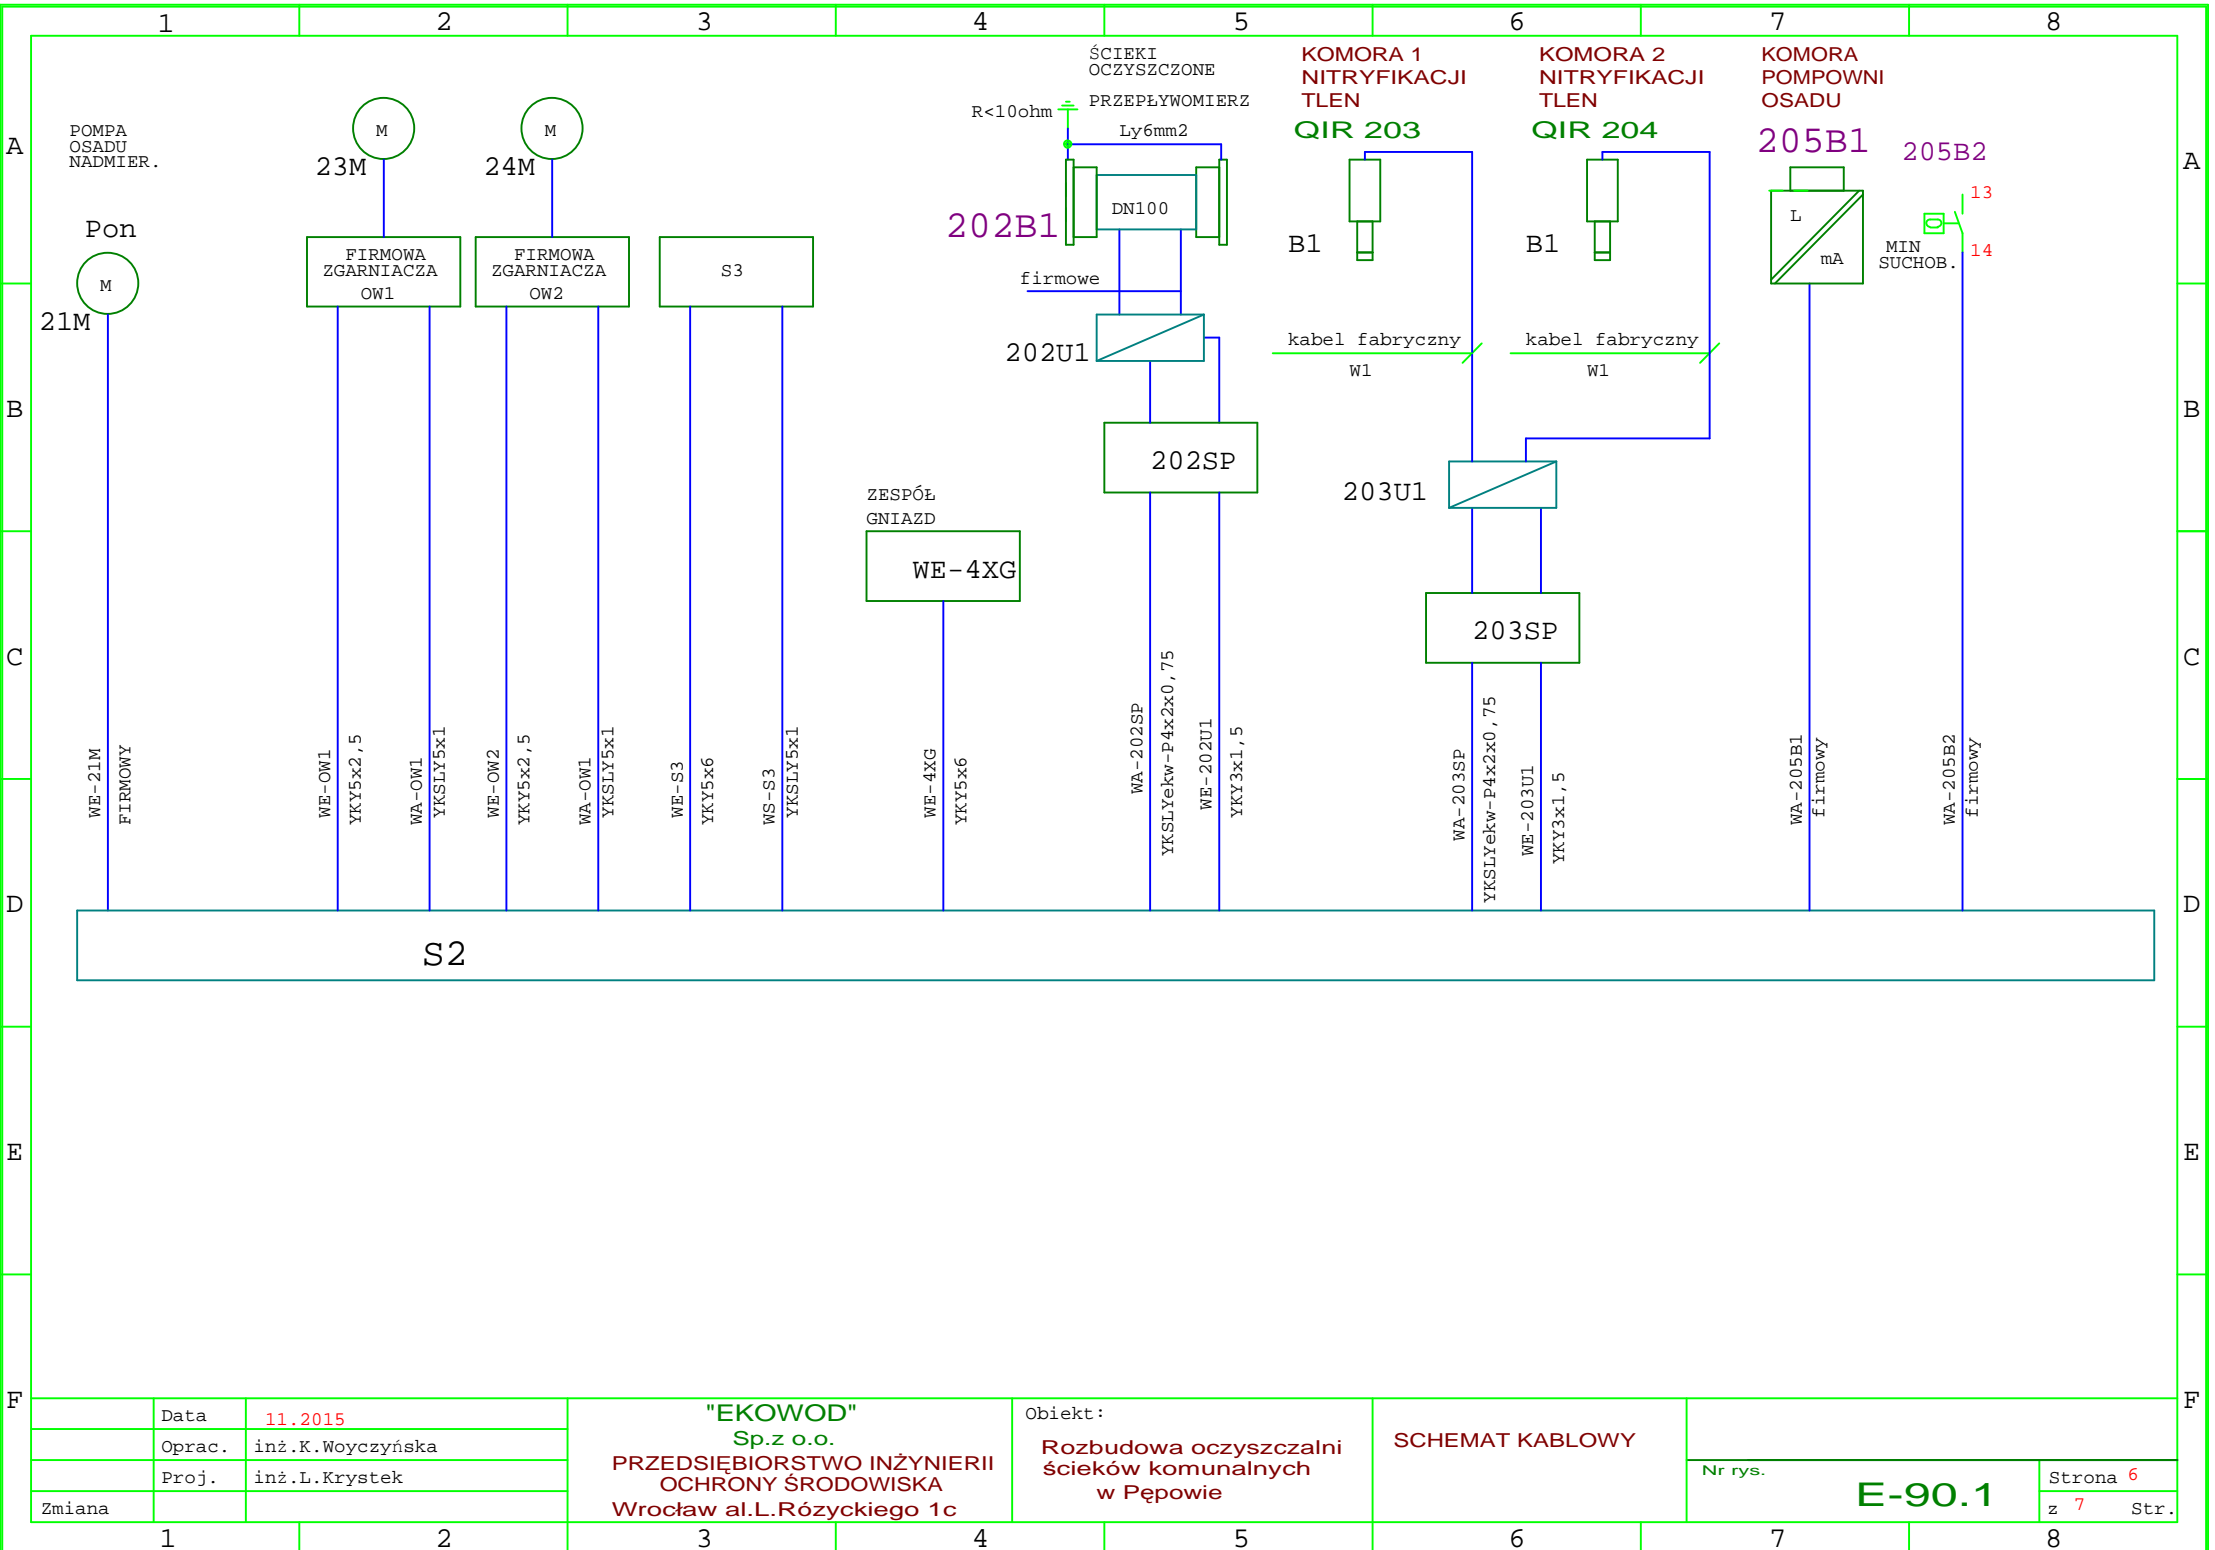 1 2 3 4 5 6 7 8
A
B
C
D
E
F
A
B
C
D
E
F
POMPA
OSADU
NADMIER.
Pon
M
21M
M
23M
FIRMOWA
ZGARNIACZA
OW1
M
24M
FIRMOWA
ZGARNIACZA
OW2
S3
ZESPÓŁ
GNIAZD
WE-4XG
ŚCIEKI
OCZYSZCZONE
PRZEPŁYWOMIERZ
R<10ohm
Ly6mm2
DN100
202B1
firmowe
202U1
202SP
KOMORA 1
NITRYFIKACJI
TLEN
QIR 203
B1
kabel fabryczny
W1
KOMORA 2
NITRYFIKACJI
TLEN
QIR 204
B1
kabel fabryczny
W1
203U1
203SP
KOMORA
POMPOWNI
OSADU
205B1
L
mA
205B2
13
14
MIN
SUCHOB.
WE-21M
FIRMOWY
WE-OW1
YKY5x2,5
WA-OW1
YKSLY5x1
WE-OW2
YKY5x2,5
WA-OW1
YKSLY5x1
WE-S3
YKY5x6
WS-S3
YKSLY5x1
WE-4XG
YKY5x6
WA-202SP
YKSLYekw-P4x2x0,75
WE-202U1
YKY3x1,5
WA-203SP
YKSLYekw-P4x2x0,75
WE-203U1
YKY3x1,5
WA-205B1
firmowy
WA-205B2
firmowy
S2
Data 11.2015
Oprac. inż.K.Woyczyńska
Proj. inż.L.Krystek
Zmiana
"EKOWOD"
Sp.z o.o.
PRZEDSIĘBIORSTWO INŻYNIERII
OCHRONY ŚRODOWISKA
Wrocław al.L.Rózyckiego 1c
Obiekt:
Rozbudowa oczyszczalni
ścieków komunalnych
w Pępowie
SCHEMAT KABLOWY
Nr rys.
E-90.1
Strona 6
z 7 Str.
1 2 3 4 5 6 7 8